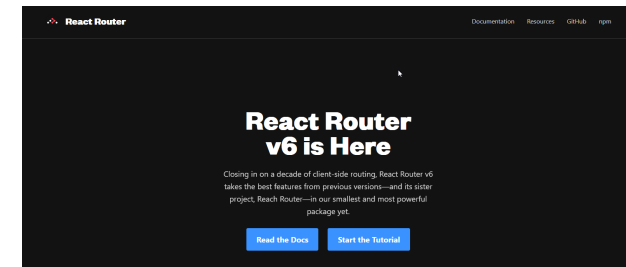 React Router
Documentation Resources GitHub npm
React Router
v6 is Here
Closing in on a decade of client-side routing, React Router v6
takes the best features from previous versions—and its sister
project, Reach Router—in our smallest and most powerful
package yet.
Read the Docs Start the Tutorial